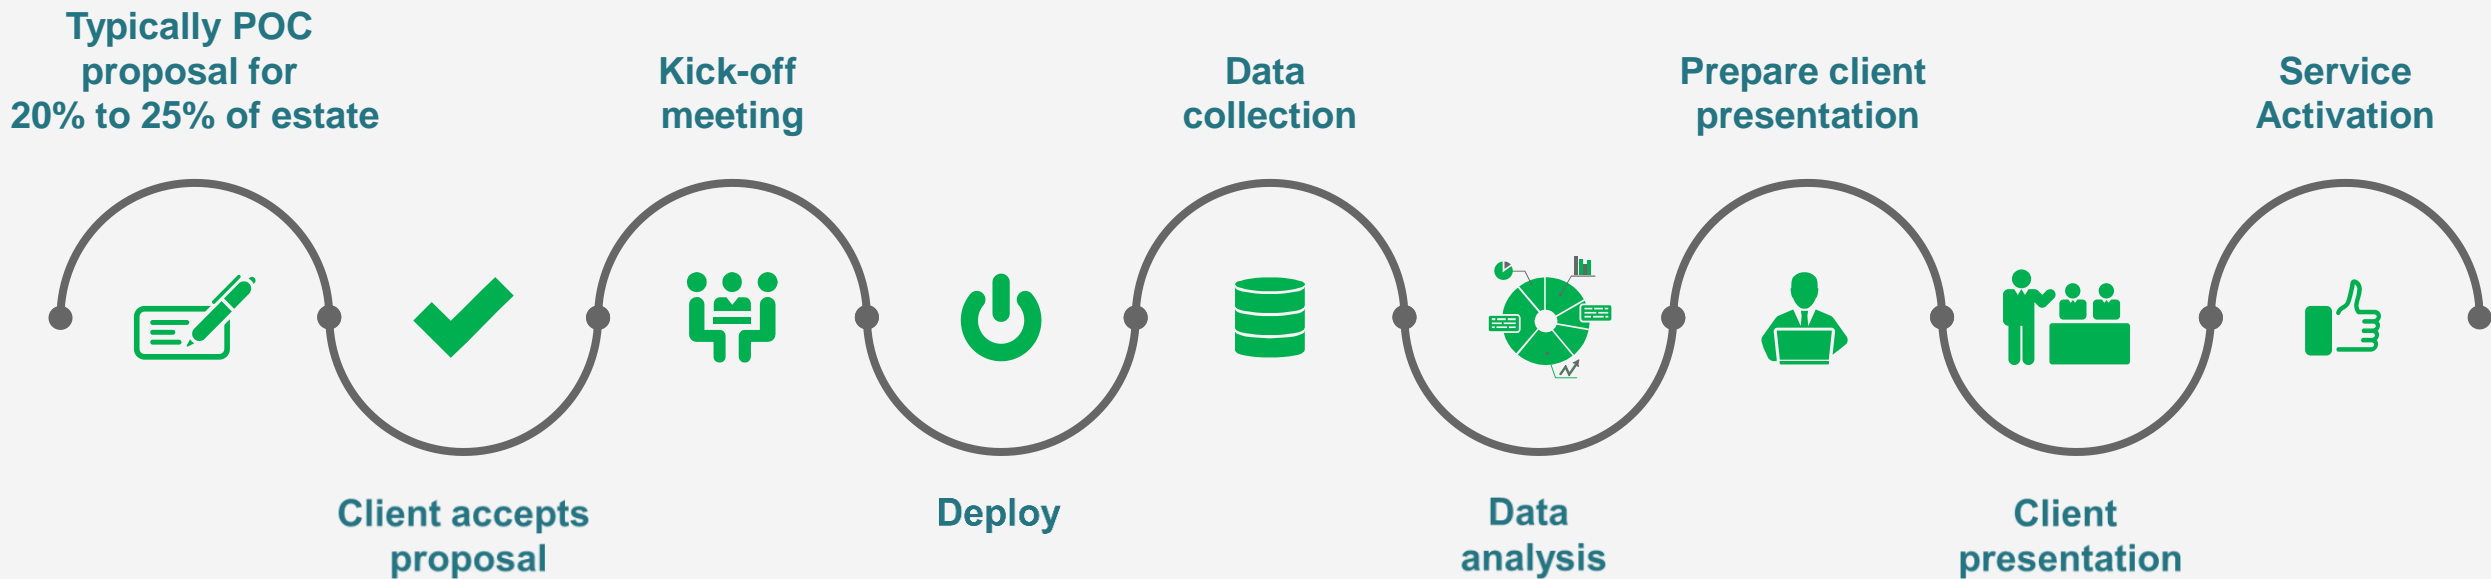 Typically POC
proposal for
20% to 25% of estate
Client accepts
proposal
Kick-off
meeting
Deploy
Data
collection
Data
analysis
Prepare client
presentation
Client
presentation
Service
Activation